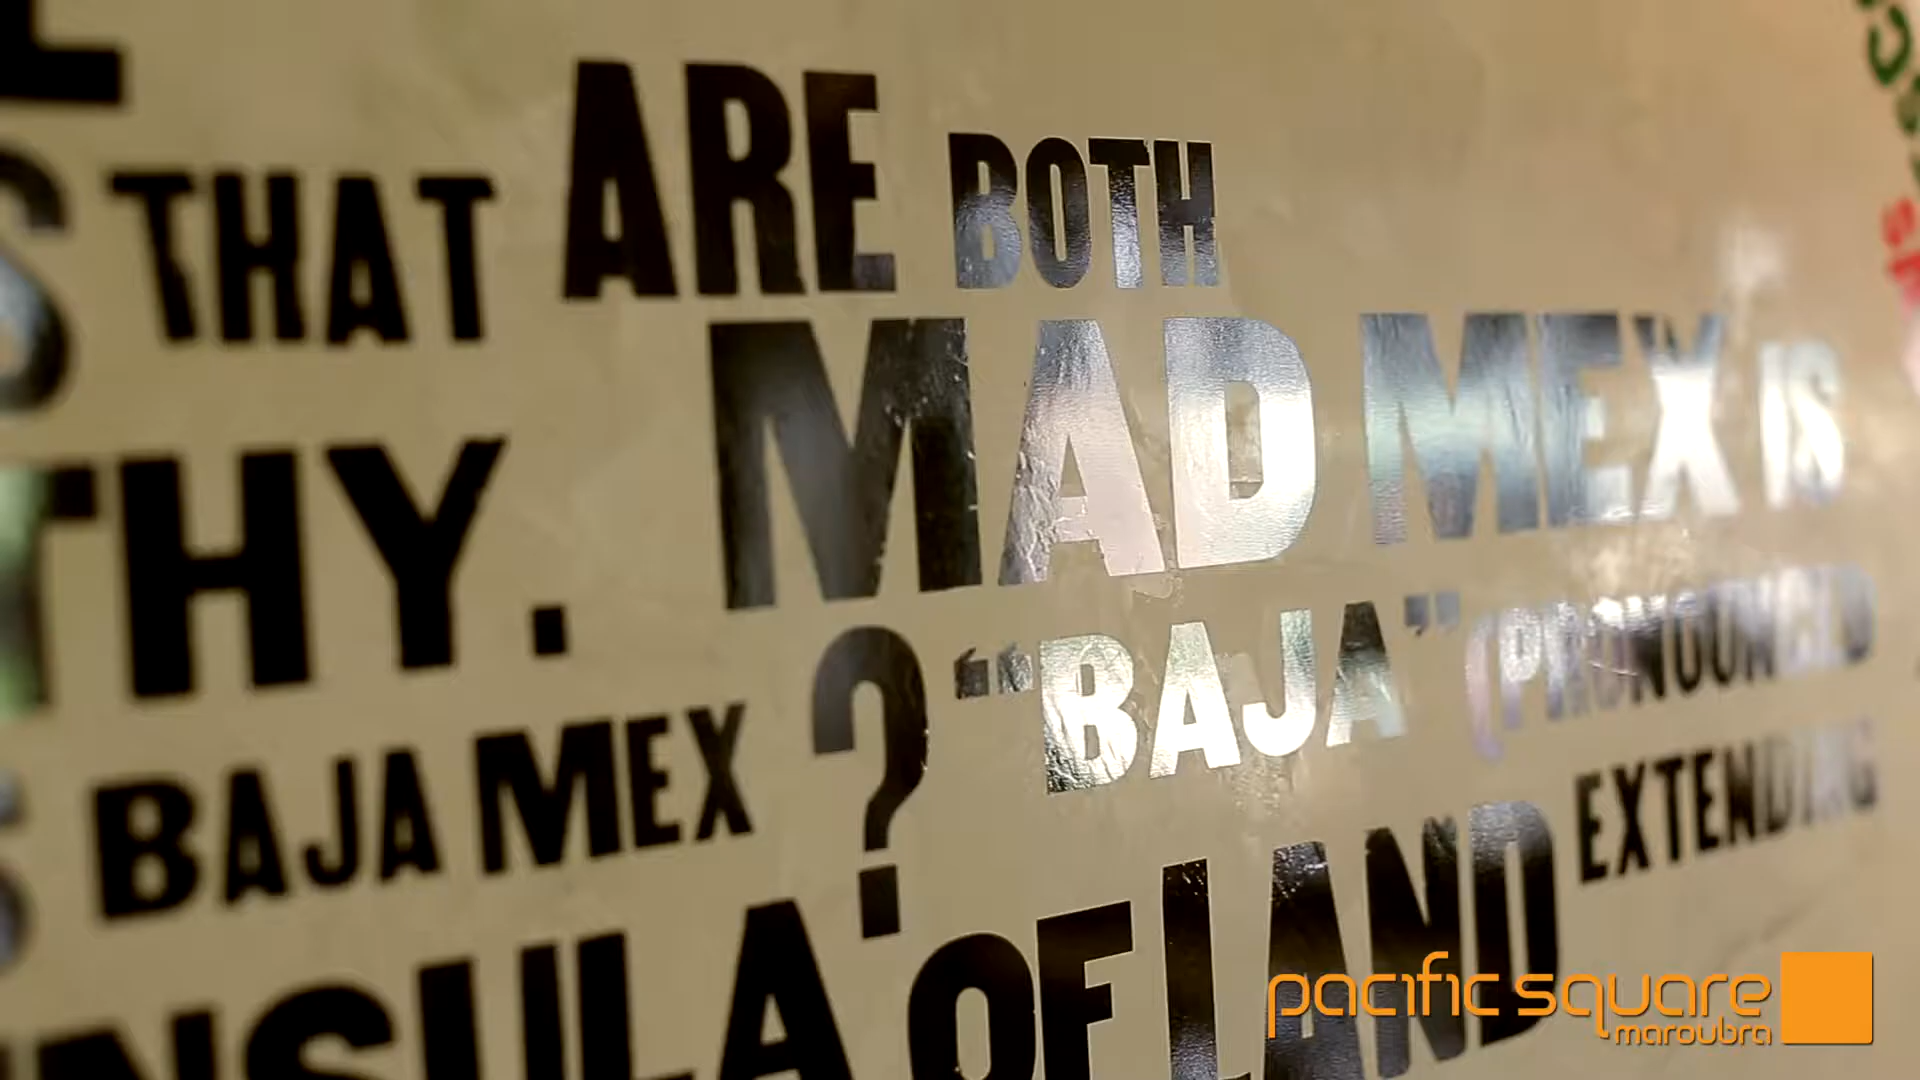 THAT ARE BOTH
THY. MAD MEX IS
BAJA MEX ? "BAJA" (PRONOUNCED
OF LAND EXTENDING
pacific square
maroubra